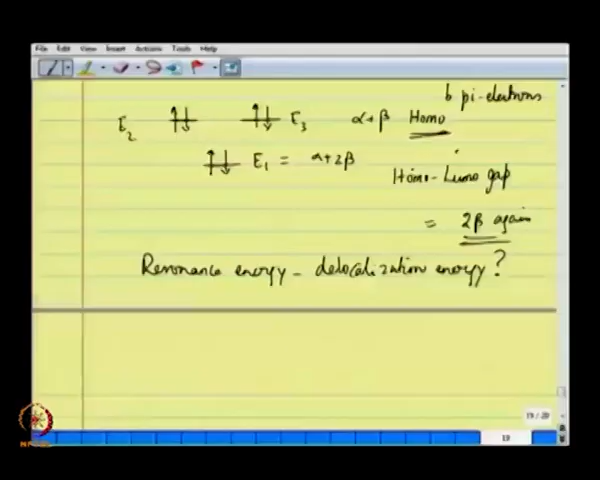 File Edit View Insert Actions Tools Help
6 pi-electrons
E2 ↑↓ ↑↓ E3 α+β Homo
↑↓ E1 = α+2β
Homo-Lumo gap
= 2β again
Resonance energy - delocalization energy?
19 / 20
19